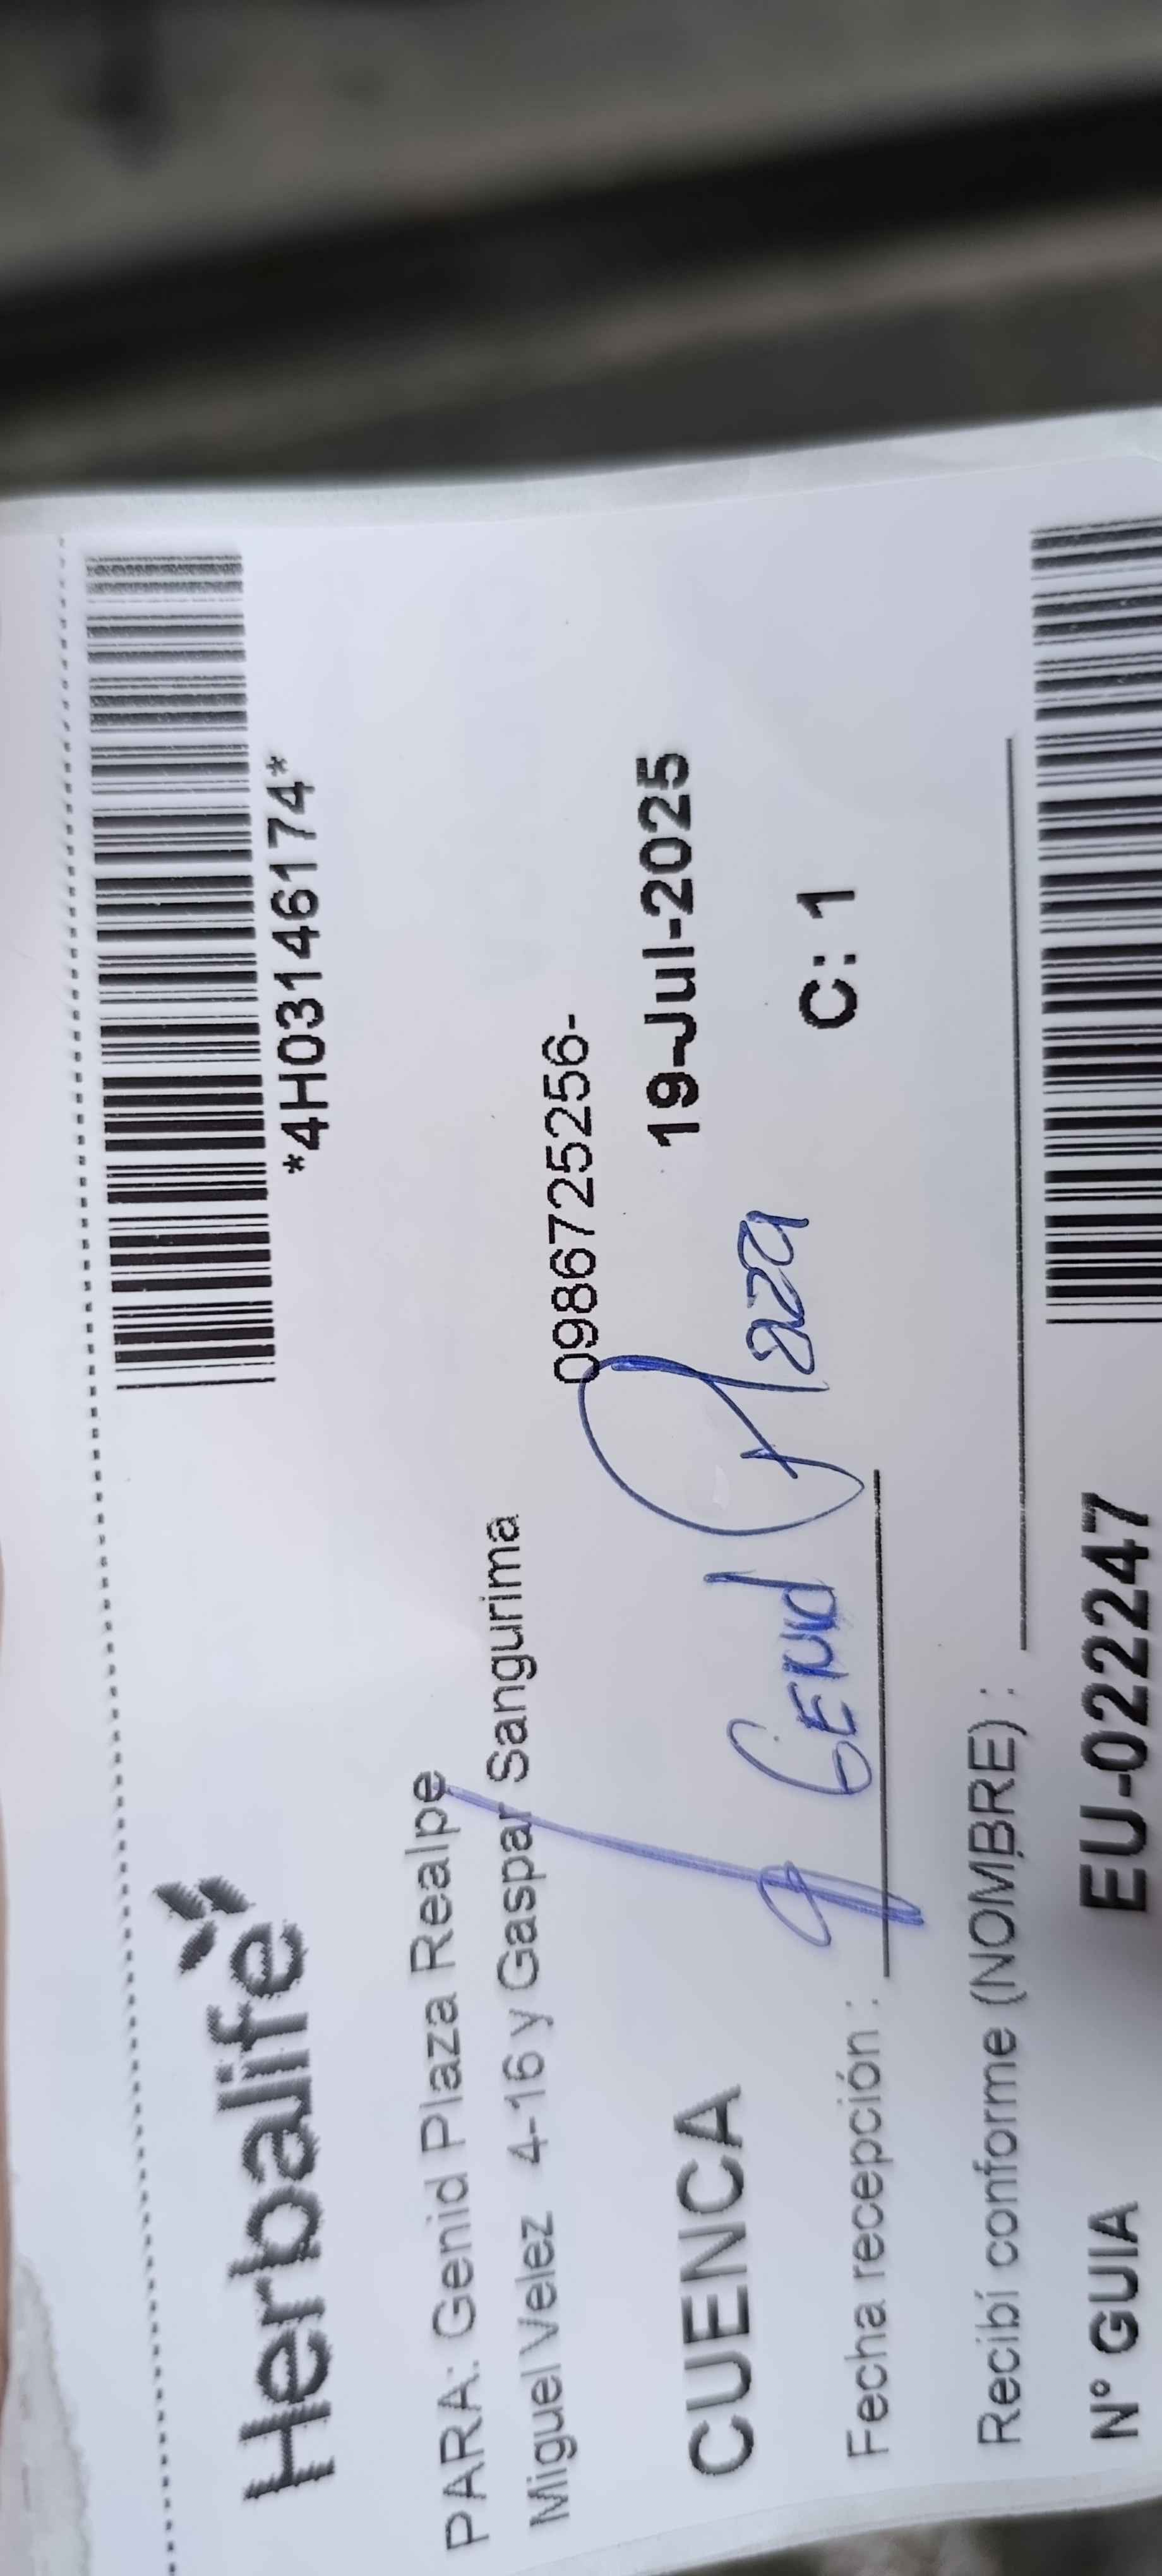 *4H03146174*
Herbalife
PARA: Genid Plaza Realpe
Miguel Velez 4-16 y Gaspar Sangurima
0986725256-
CUENCA 19-Jul-2025
Genid Plaza
C: 1
Fecha recepción :
Recibí conforme (NOMBRE) :
N° GUIA EU-022247